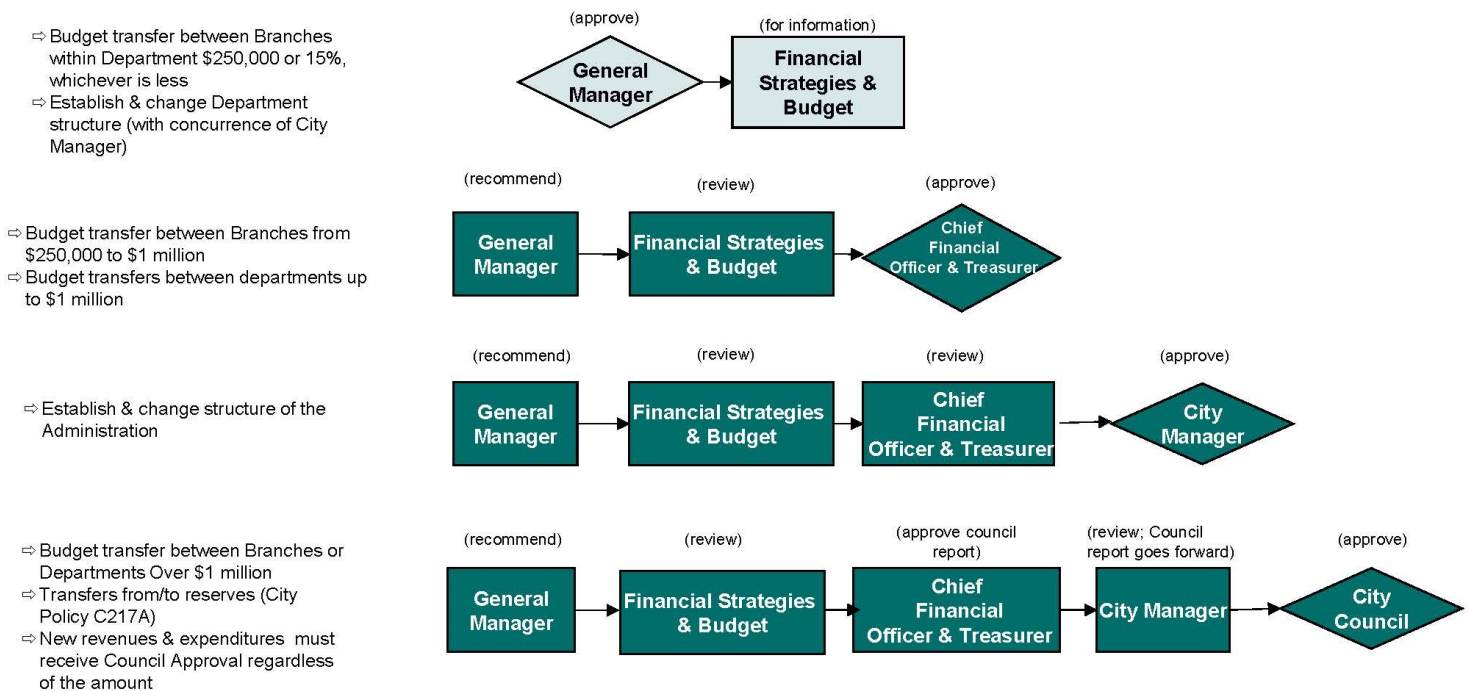 ⇨ Budget transfer between Branches
within Department $250,000 or 15%,
whichever is less
⇨ Establish & change Department
structure (with concurrence of City
Manager)
(approve)
General
Manager
(for information)
Financial
Strategies &
Budget
⇨ Budget transfer between Branches from
$250,000 to $1 million
⇨ Budget transfers between departments up
to $1 million
(recommend)
General
Manager
(review)
Financial Strategies
& Budget
(approve)
Chief
Financial
Officer & Treasurer
⇨ Establish & change structure of the
Administration
(recommend)
General
Manager
(review)
Financial Strategies
& Budget
(review)
Chief
Financial
Officer & Treasurer
(approve)
City
Manager
⇨ Budget transfer between Branches or
Departments Over $1 million
⇨ Transfers from/to reserves (City
Policy C217A)
⇨ New revenues & expenditures must
receive Council Approval regardless
of the amount
(recommend)
General
Manager
(review)
Financial Strategies
& Budget
(approve council
report)
Chief
Financial
Officer & Treasurer
(review; Council
report goes forward)
City Manager
(approve)
City
Council